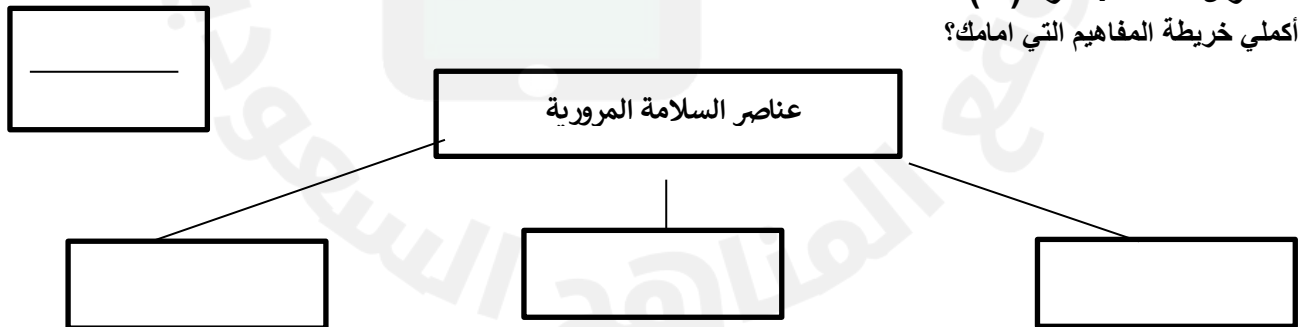 أكملي خريطة المفاهيم التي امامك؟
عناصر السلامة المرورية